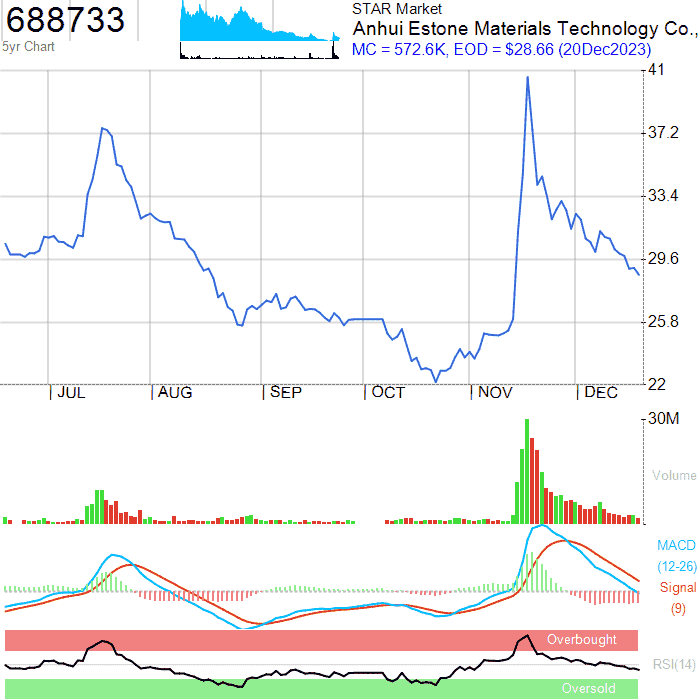 688733
STAR Market
5yr Chart
Anhui Estone Materials Technology Co.,
MC = 572.6K, EOD = $28.66 (20Dec2023)
41
37.2
33.4
29.6
25.8
22
JUL AUG SEP OCT NOV DEC
30M
Volume
MACD
(12-26)
Signal
(9)
Overbought
RSI(14)
Oversold